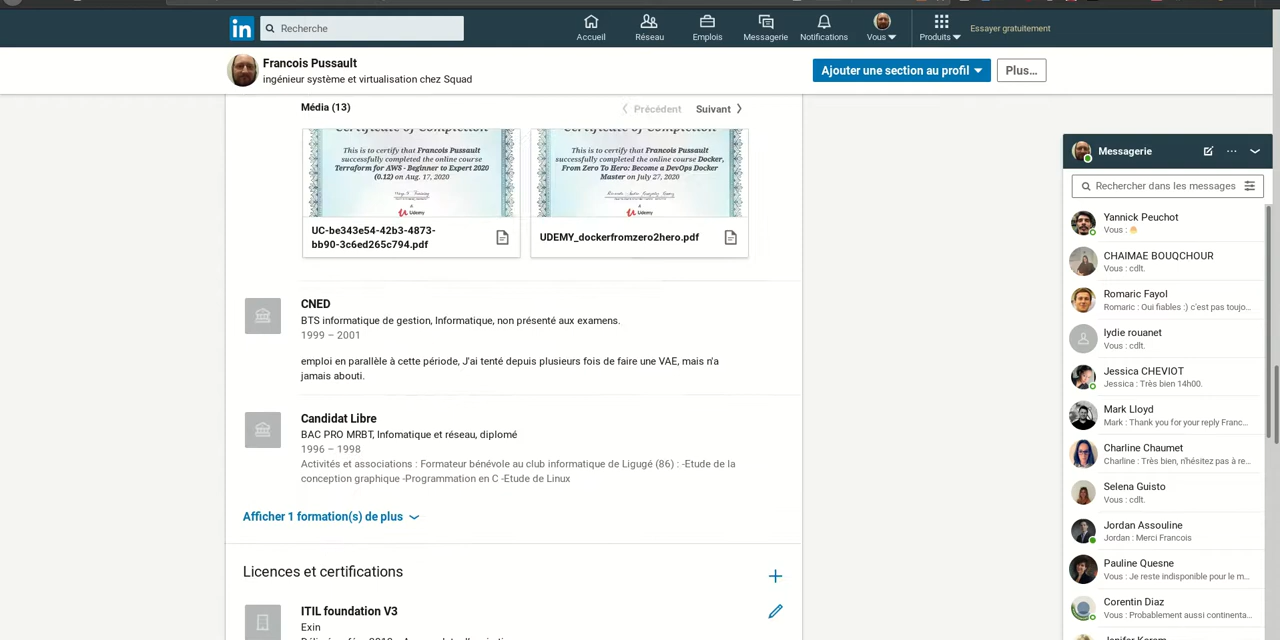 in
Recherche
Accueil
Réseau
Emplois
Messagerie
Notifications
Vous
Produits
Essayer gratuitement
Francois Pussault
ingénieur système et virtualisation chez Squad
Ajouter une section au profil
Plus...
Média (13)
Précédent
Suivant
Certificate of Completion
This is to certify that Francois Pussault
successfully completed the online course
Terraform for AWS - Beginner to Expert 2020
(0.12) on Aug. 17, 2020
Udemy
UC-be343e54-42b3-4873-
bb90-3c6ed265c794.pdf
Certificate of Completion
This is to certify that Francois Pussault
successfully completed the online course Docker,
From Zero To Hero: Become a DevOps Docker
Master on July 27, 2020
Udemy
UDEMY_dockerfromzero2hero.pdf
CNED
BTS informatique de gestion, Informatique, non présenté aux examens.
1999 – 2001
emploi en parallèle à cette période, J'ai tenté depuis plusieurs fois de faire une VAE, mais n'a
jamais abouti.
Candidat Libre
BAC PRO MRBT, Infomatique et réseau, diplomé
1996 – 1998
Activités et associations : Formateur bénévole au club informatique de Ligugé (86) : -Etude de la
conception graphique -Programmation en C -Etude de Linux
Afficher 1 formation(s) de plus
Licences et certifications
ITIL foundation V3
Exin
Messagerie
Rechercher dans les messages
Yannick Peuchot
Vous :
CHAIMAE BOUQCHOUR
Vous : cdlt.
Romaric Fayol
Romaric : Oui fiables :) c'est pas toujo...
lydie rouanet
Vous : cdlt.
Jessica CHEVIOT
Jessica : Très bien 14h00.
Mark Lloyd
Mark : Thank you for your reply Franc...
Charline Chaumet
Charline : Très bien, n'hésitez pas à re...
Selena Guisto
Vous : cdlt.
Jordan Assouline
Jordan : Merci Francois
Pauline Quesne
Vous : Je reste indisponible pour le m...
Corentin Diaz
Vous : Probablement aussi continenta...